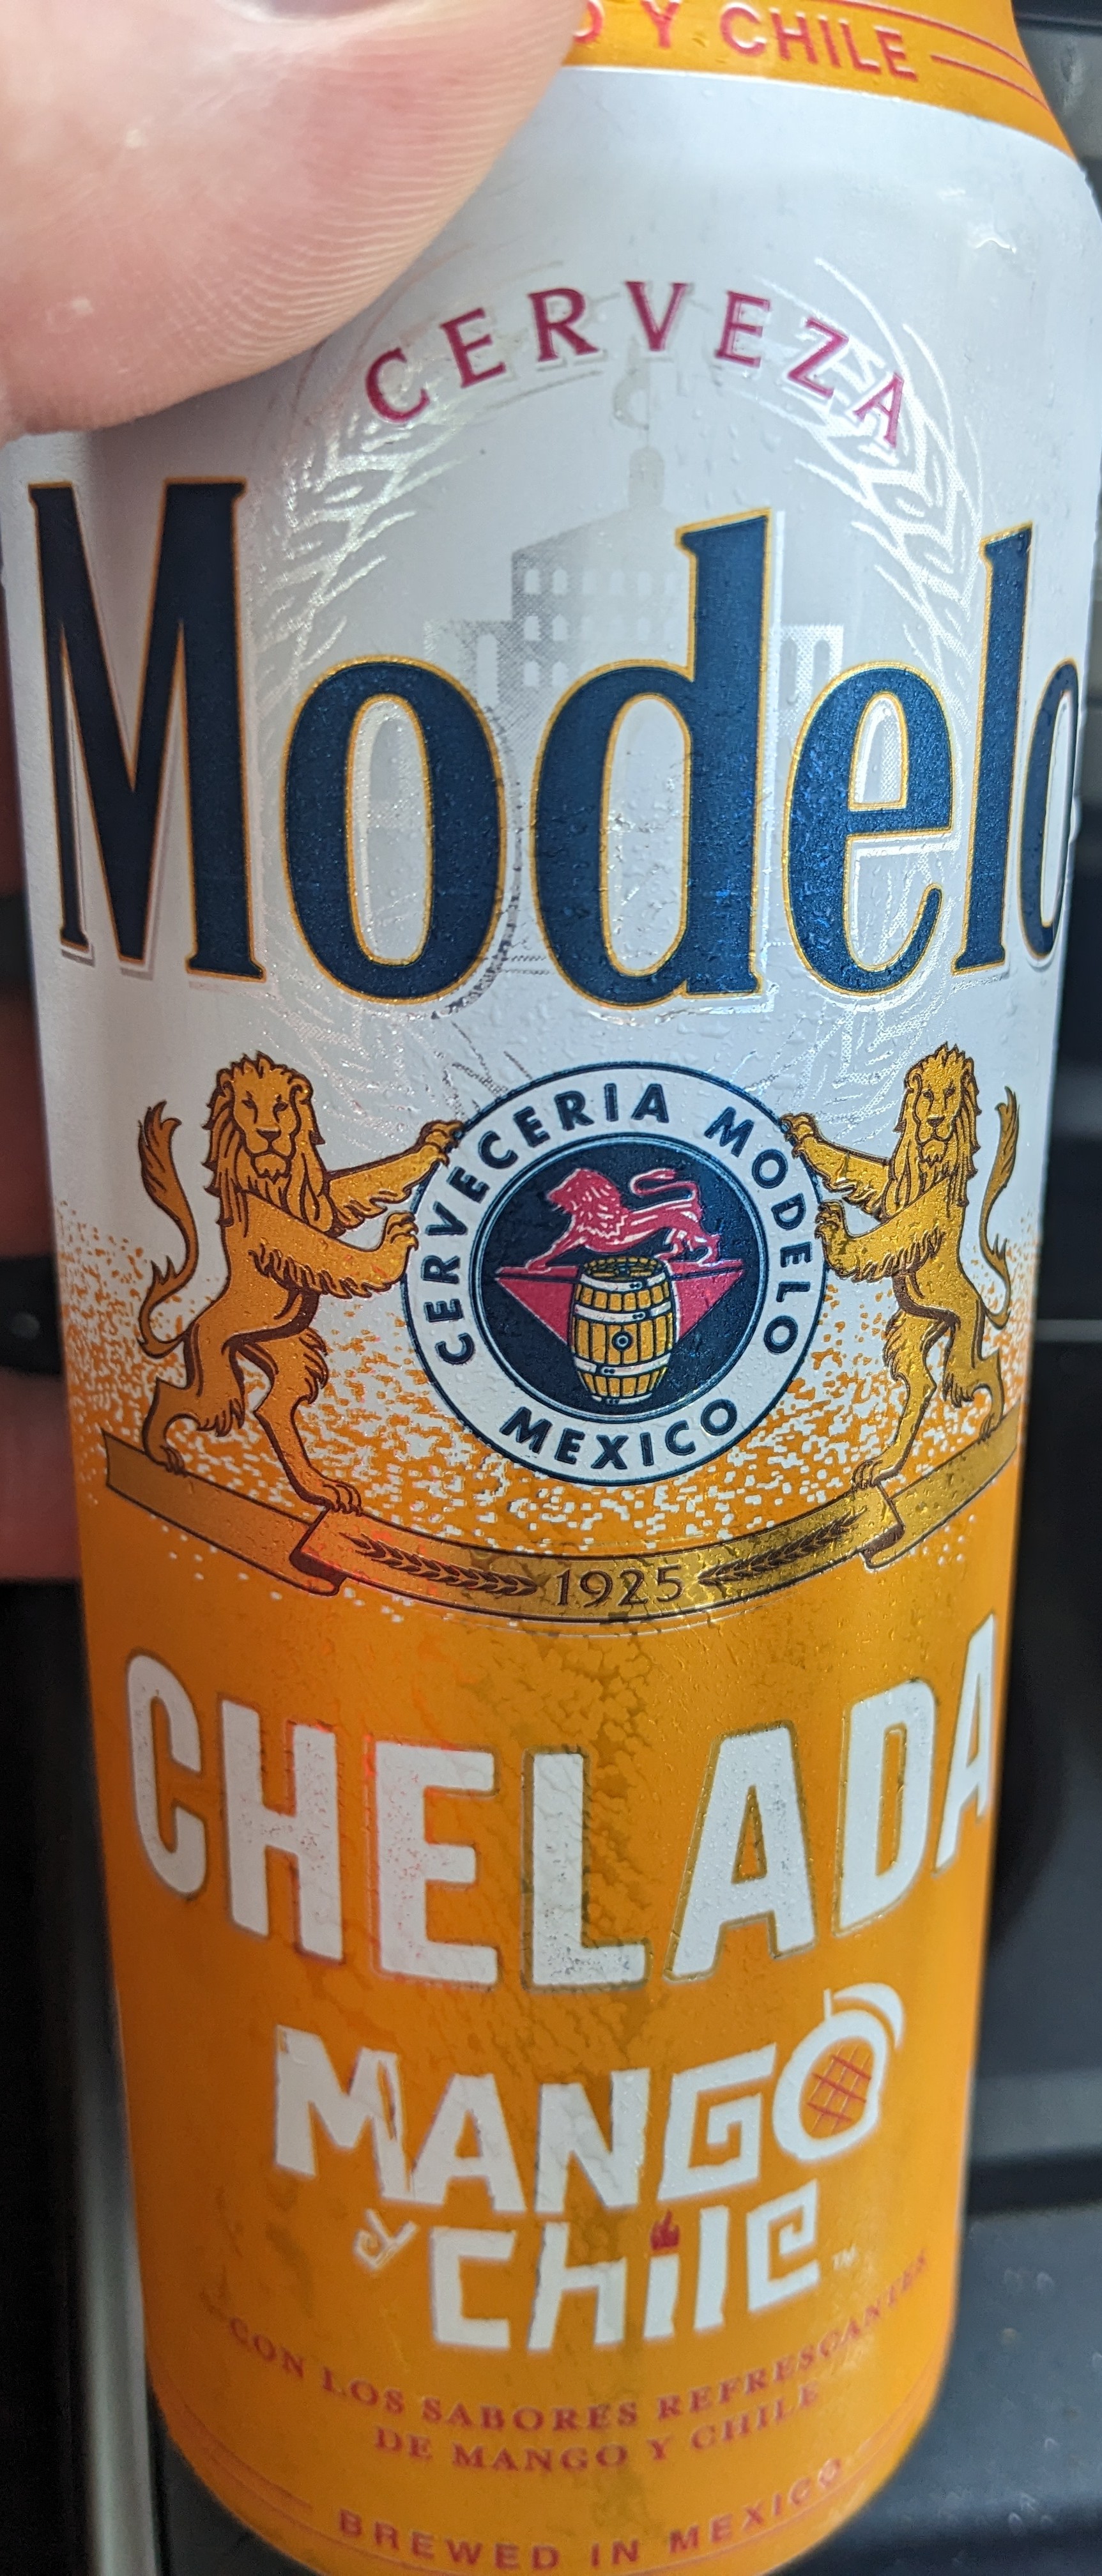 Y CHILE
CERVEZA
Modelo
CERVECERIA MODELO
MEXICO
1925
CHELADA
MANGO
y Chile™
CON LOS SABORES REFRESCANTES
DE MANGO Y CHILE
BREWED IN MEXICO